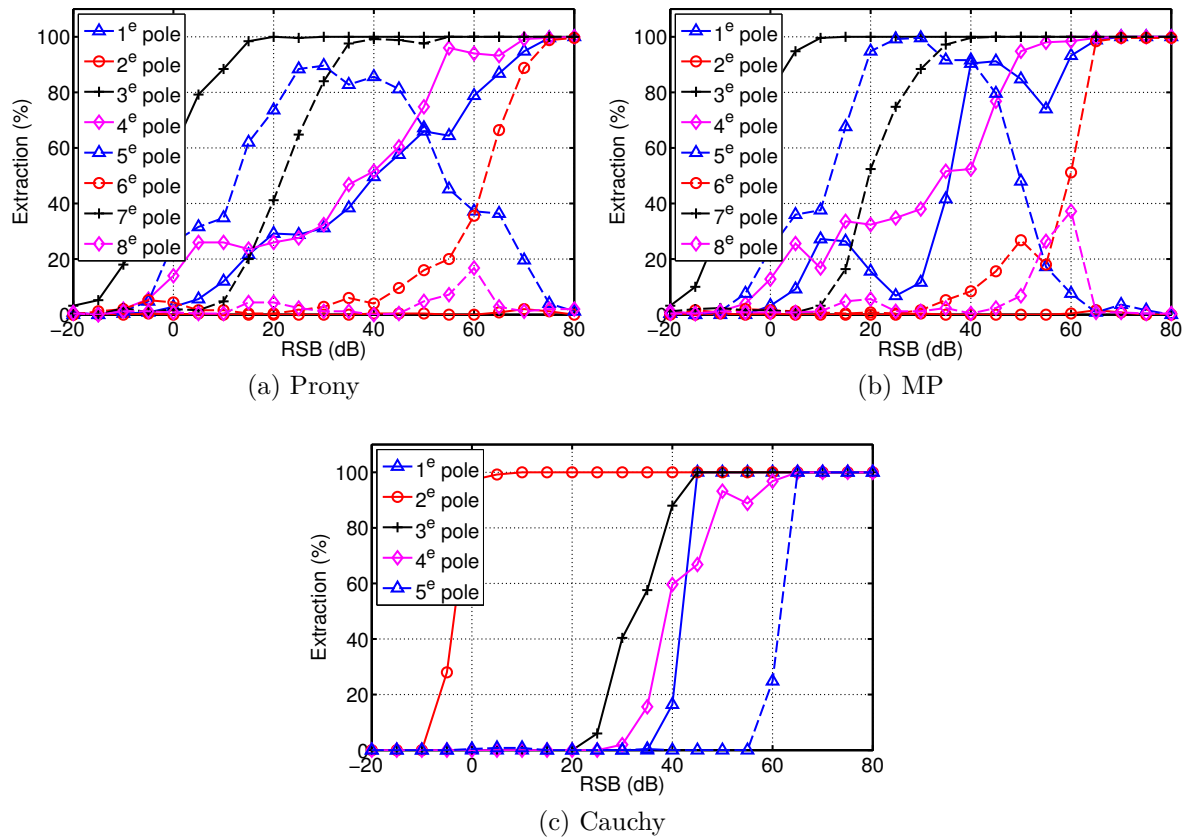 100
80
60
40
20
0
−20
0
20
40
60
80
Extraction (%)
RSB (dB)
1e pole
2e pole
3e pole
4e pole
5e pole
6e pole
7e pole
8e pole
(a) Prony
100
80
60
40
20
0
−20
0
20
40
60
80
Extraction (%)
RSB (dB)
1e pole
2e pole
3e pole
4e pole
5e pole
6e pole
7e pole
8e pole
(b) MP
100
80
60
40
20
0
−20
0
20
40
60
80
Extraction (%)
RSB (dB)
1e pole
2e pole
3e pole
4e pole
5e pole
(c) Cauchy